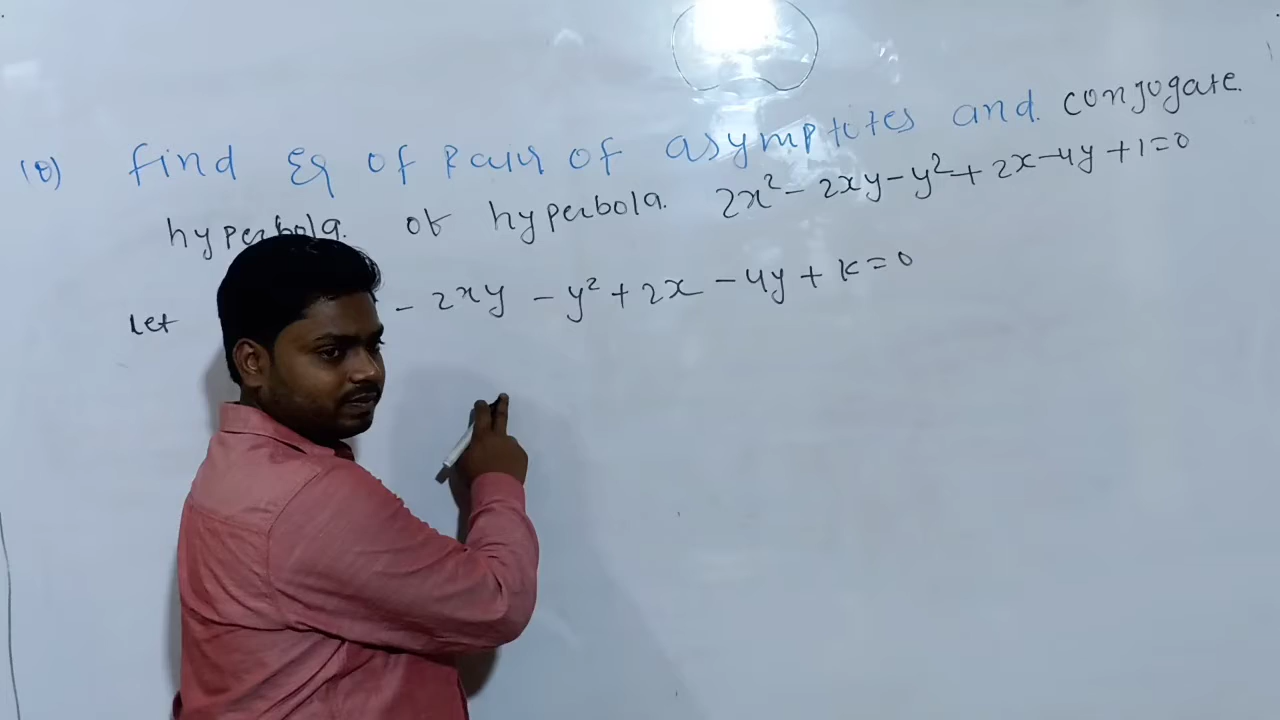 (8) find Eq of Pair of asymptotes and conjugate
hyperbola of hyperbola 2x² - 2xy - y² + 2x - 4y + 1 = 0
Let - 2xy - y² + 2x - 4y + k = 0